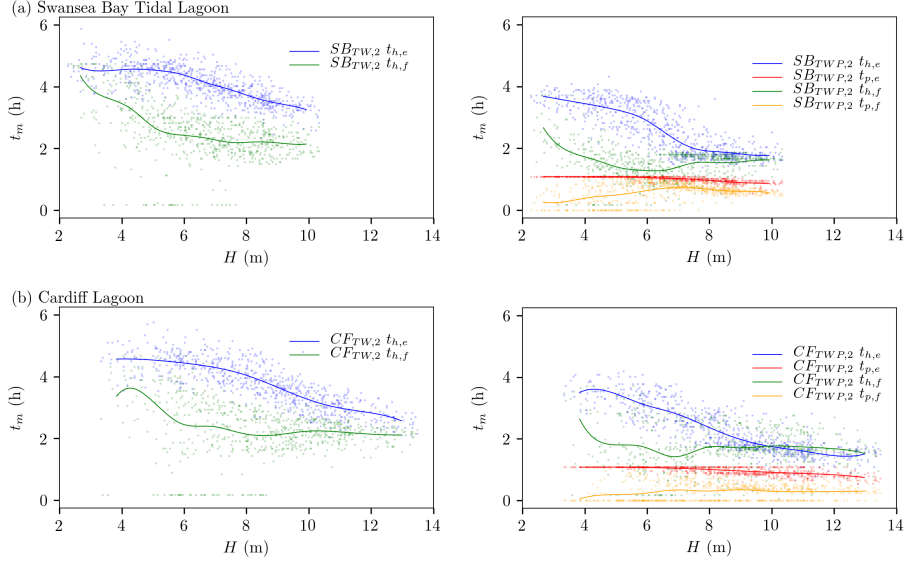 (a) Swansea Bay Tidal Lagoon
t_m (h)
6
4
2
0
SB_{TW,2} t_{h,e}
SB_{TW,2} t_{h,f}
2 4 6 8 10 12 14
H (m)
t_m (h)
6
4
2
0
SB_{TWP,2} t_{h,e}
SB_{TWP,2} t_{p,e}
SB_{TWP,2} t_{h,f}
SB_{TWP,2} t_{p,f}
2 4 6 8 10 12 14
H (m)
(b) Cardiff Lagoon
t_m (h)
6
4
2
0
CF_{TW,2} t_{h,e}
CF_{TW,2} t_{h,f}
2 4 6 8 10 12 14
H (m)
t_m (h)
6
4
2
0
CF_{TWP,2} t_{h,e}
CF_{TWP,2} t_{p,e}
CF_{TWP,2} t_{h,f}
CF_{TWP,2} t_{p,f}
2 4 6 8 10 12 14
H (m)